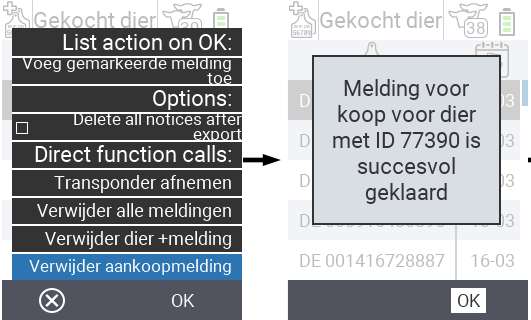 Gekocht dier
38
List action on OK:
Voeg gemarkeerde melding
toe
Options:
Delete all notices after
export
Direct function calls:
Transponder afnemen
Verwijder alle meldingen
Verwijder dier +melding
Verwijder aankoopmelding
OK
Gekocht dier
38
Melding voor
koop voor dier
met ID 77390 is
succesvol
geklaard
DE 001416728887 16-03
OK